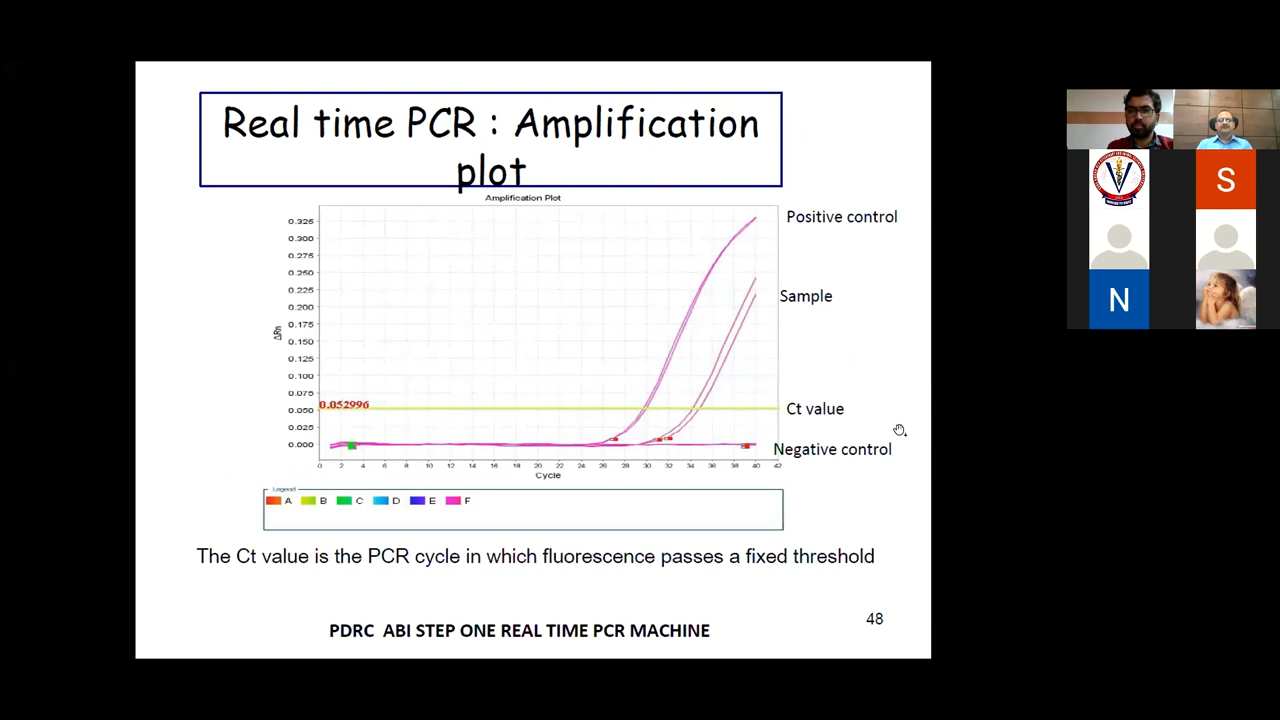 Real time PCR : Amplification
plot
Amplification Plot
0.325
0.300
0.275
0.250
0.225
0.200
0.175
0.150
0.125
0.100
0.075
0.050
0.025
0.000
ΔRn
0.052996
0 2 4 6 8 10 12 14 16 18 20 22 24 26 28 30 32 34 36 38 40 42
Cycle
Positive control
Sample
Ct value
Negative control
Legend
A B C D E F
The Ct value is the PCR cycle in which fluorescence passes a fixed threshold
48
PDRC ABI STEP ONE REAL TIME PCR MACHINE
V
S
N